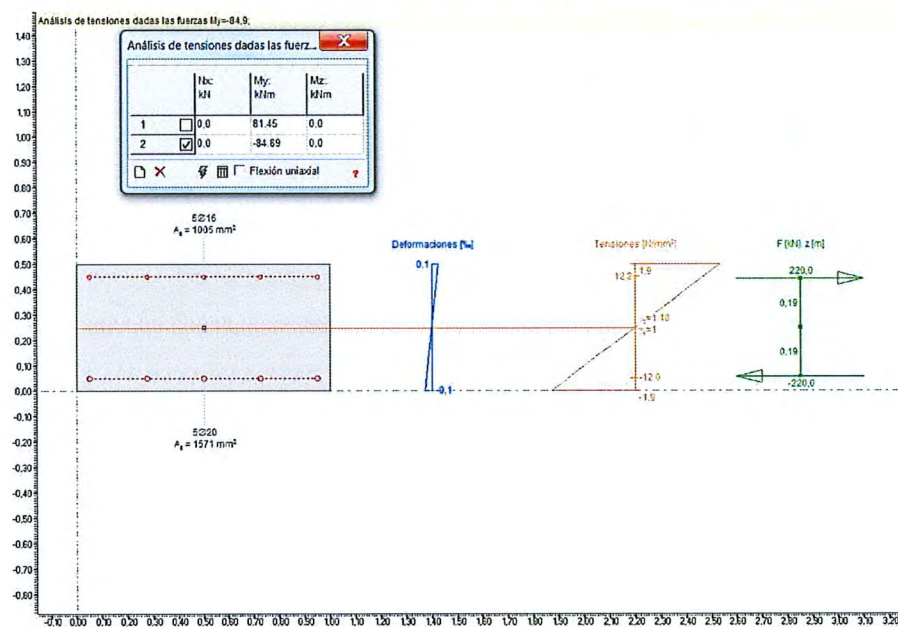 Análisis de tensiones dadas las fuerzas My=-84,9;
Análisis de tensiones dadas las fuerz...
Nx: My: Mz:
kN kNm kNm
1 0,0 81.45 0,0
2 0,0 -84.89 0,0
Flexión uniaxial ?
5∅16
As = 1005 mm²
Deformaciones [‰]
Tensiones [N/mm²]
F [kN] z [m]
0.1
1,9
12.2
220,0
0,19
=1
0,19
-12.0
-220,0
-0.1
-1.9
5∅20
As = 1571 mm²
1,40
1,30
1,20
1,10
1,00
0,90
0,80
0,70
0,60
0,50
0,40
0,30
0,20
0,10
0,00
-0,10
-0,20
-0,30
-0,40
-0,50
-0,60
-0,70
-0,80
-0,10 0,00 0,10 0,20 0,30 0,40 0,50 0,60 0,70 0,80 0,90 1,00 1,10 1,20 1,30 1,40 1,50 1,60 1,70 1,80 1,90 2,00 2,10 2,20 2,30 2,40 2,50 2,60 2,70 2,80 2,90 3,00 3,10 3,20